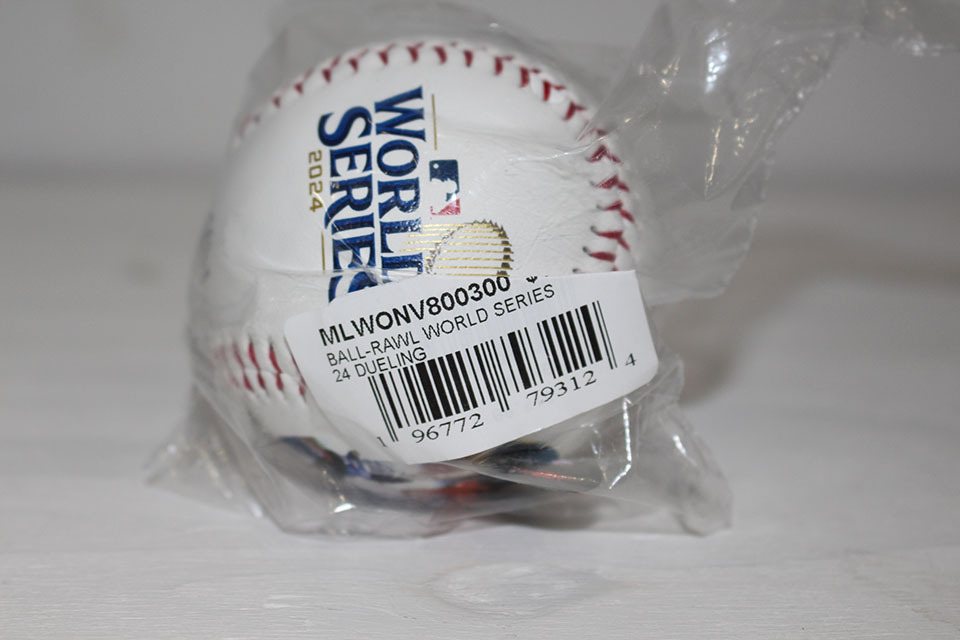 WORLD
SERIES
2024
MLWONV800300
BALL-RAWL WORLD SERIES
24 DUELING
1 96772 79312 4